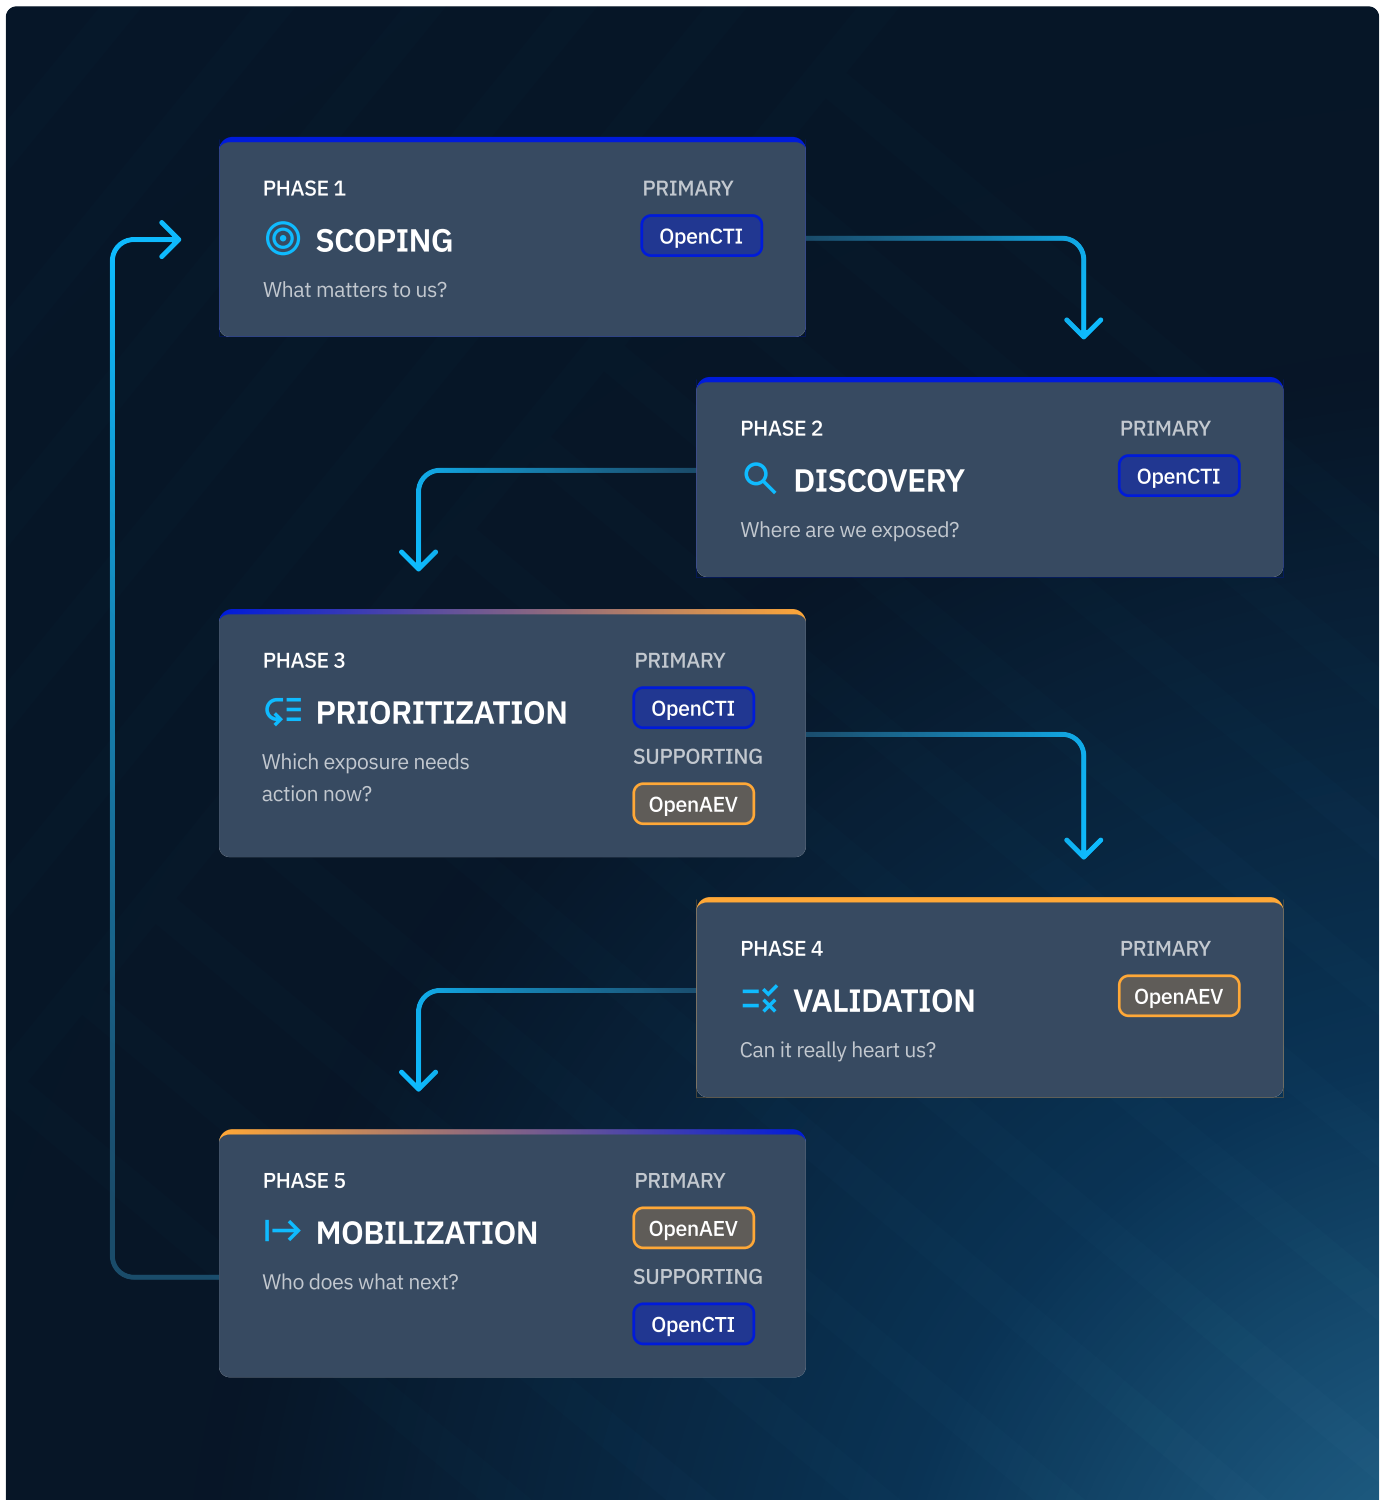 PHASE 1
SCOPING
What matters to us?
PRIMARY
OpenCTI
PHASE 2
DISCOVERY
Where are we exposed?
PRIMARY
OpenCTI
PHASE 3
PRIORITIZATION
Which exposure needs
action now?
PRIMARY
OpenCTI
SUPPORTING
OpenAEV
PHASE 4
VALIDATION
Can it really heart us?
PRIMARY
OpenAEV
PHASE 5
MOBILIZATION
Who does what next?
PRIMARY
OpenAEV
SUPPORTING
OpenCTI